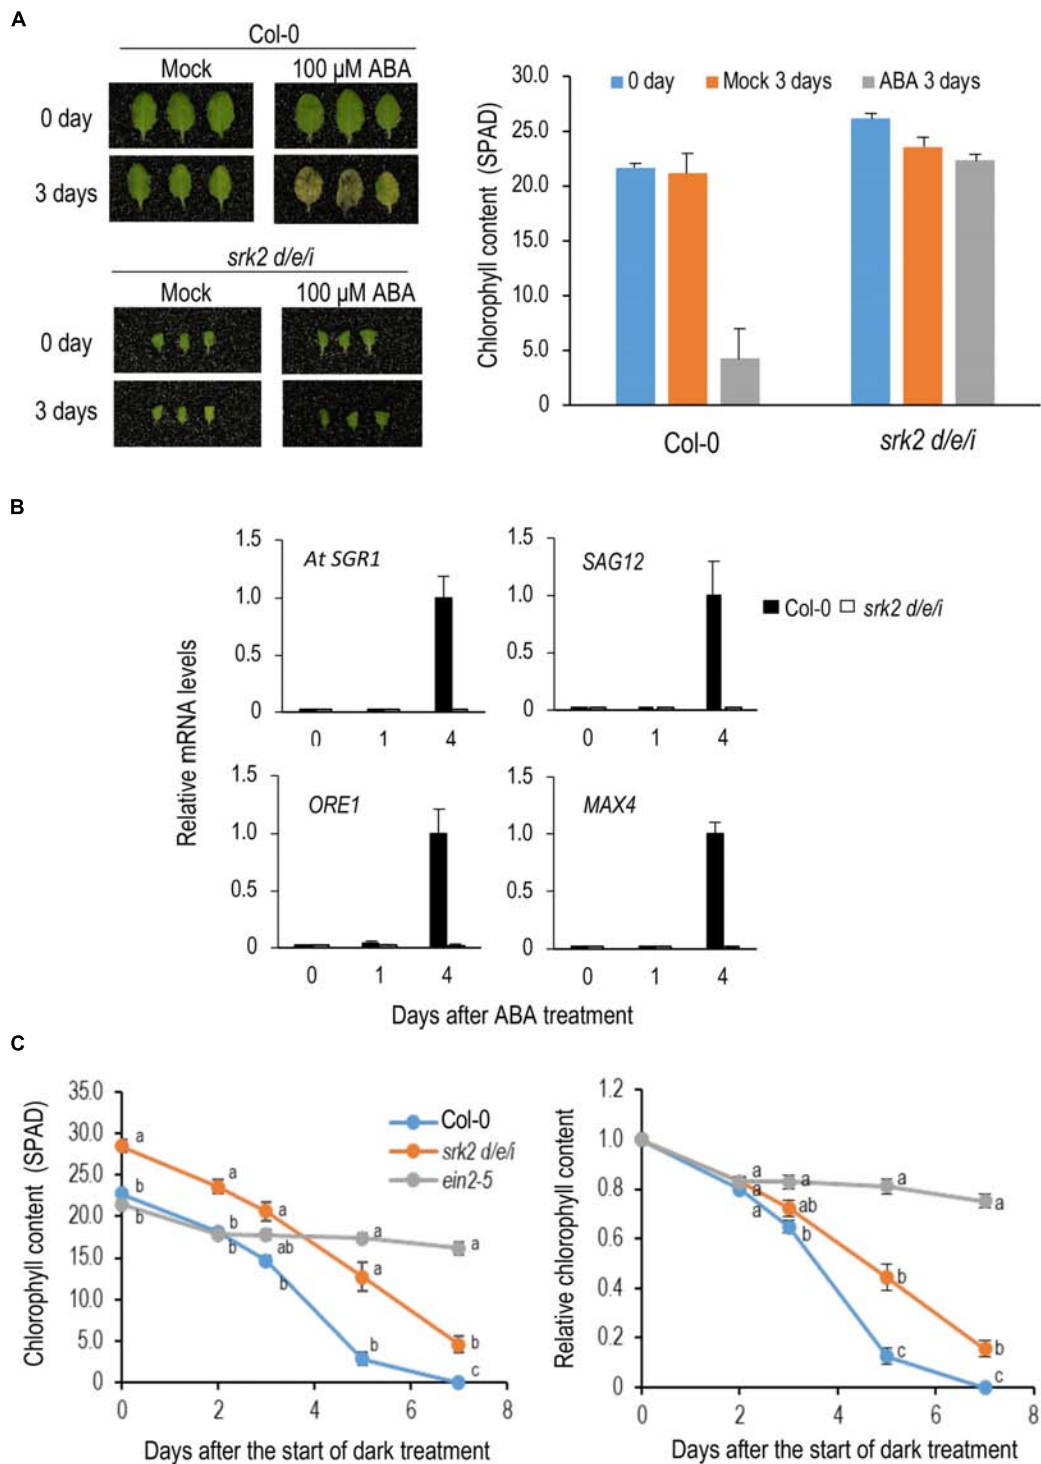 A
Col-0
Mock 100 µM ABA
0 day
3 days
srk2 d/e/i
Mock 100 µM ABA
0 day
3 days
0 day Mock 3 days ABA 3 days
Chlorophyll content (SPAD)
30.0
25.0
20.0
15.0
10.0
5.0
0
Col-0 srk2 d/e/i
B
Relative mRNA levels
1.5
1.0
0.5
0
At SGR1
0 1 4
1.5
1.0
0.5
0
SAG12
0 1 4
Col-0 srk2 d/e/i
1.5
1.0
0.5
0
ORE1
0 1 4
1.5
1.0
0.5
0
MAX4
0 1 4
Days after ABA treatment
C
Chlorophyll content (SPAD)
35.0
30.0
25.0
20.0
15.0
10.0
5.0
0
Col-0
srk2 d/e/i
ein2-5
a
b
b
a
b
b
a
ab
b
a
a
b
a
b
c
0 2 4 6 8
Days after the start of dark treatment
Relative chlorophyll content
1.2
1.0
0.8
0.6
0.4
0.2
0
a
a
a
a
ab
b
a
b
c
a
b
c
0 2 4 6 8
Days after the start of dark treatment